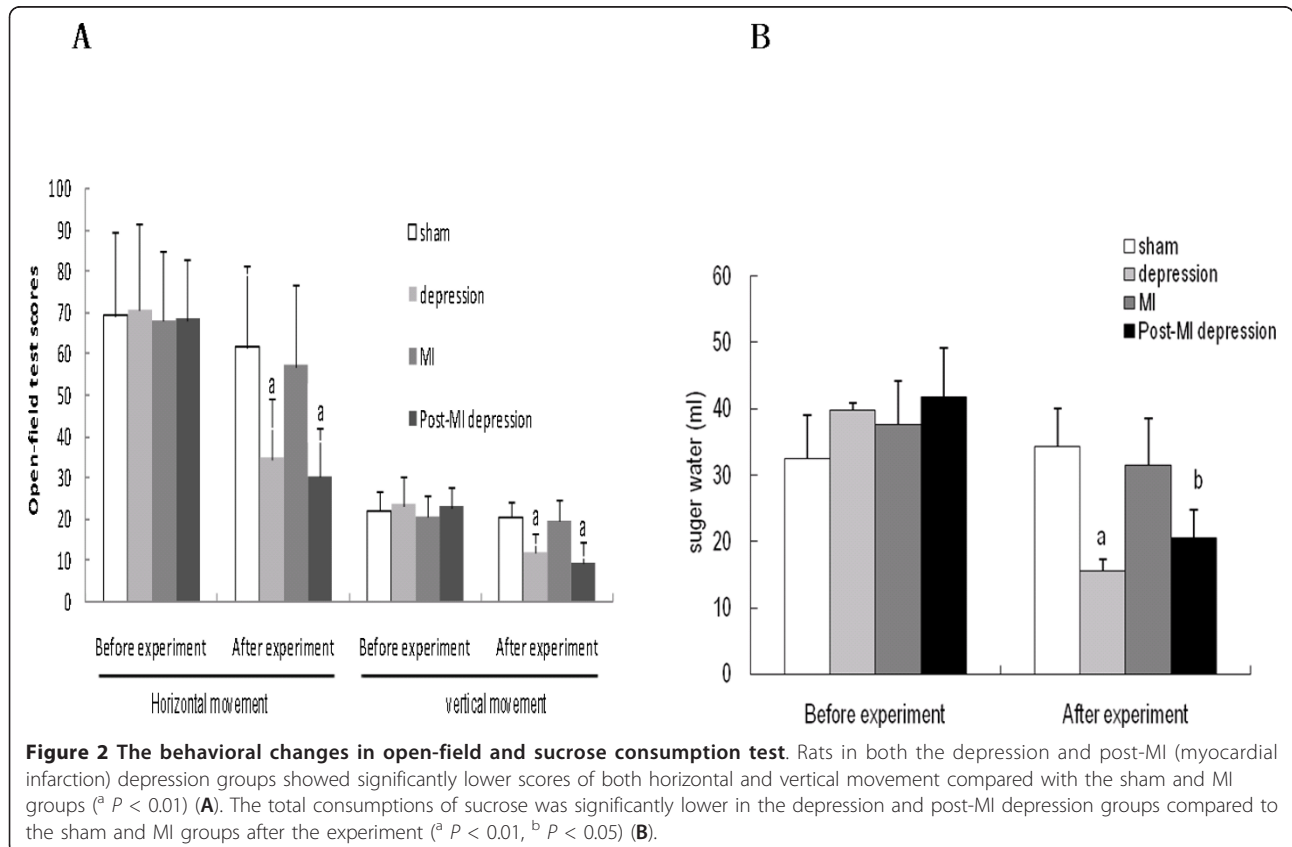 A
B
100
90
80
70
60
50
40
30
20
10
0
Open-field test scores
sham
depression
MI
Post-MI depression
a
a
a
a
Before experiment After experiment Before experiment After experiment
Horizontal movement vertical movement
60
50
40
30
20
10
0
suger water (ml)
sham
depression
MI
Post-MI depression
a
b
Before experiment After experiment
Figure 2 The behavioral changes in open-field and sucrose consumption test. Rats in both the depression and post-MI (myocardial
infarction) depression groups showed significantly lower scores of both horizontal and vertical movement compared with the sham and MI
groups (a P < 0.01) (A). The total consumptions of sucrose was significantly lower in the depression and post-MI depression groups compared to
the sham and MI groups after the experiment (a P < 0.01, b P < 0.05) (B).